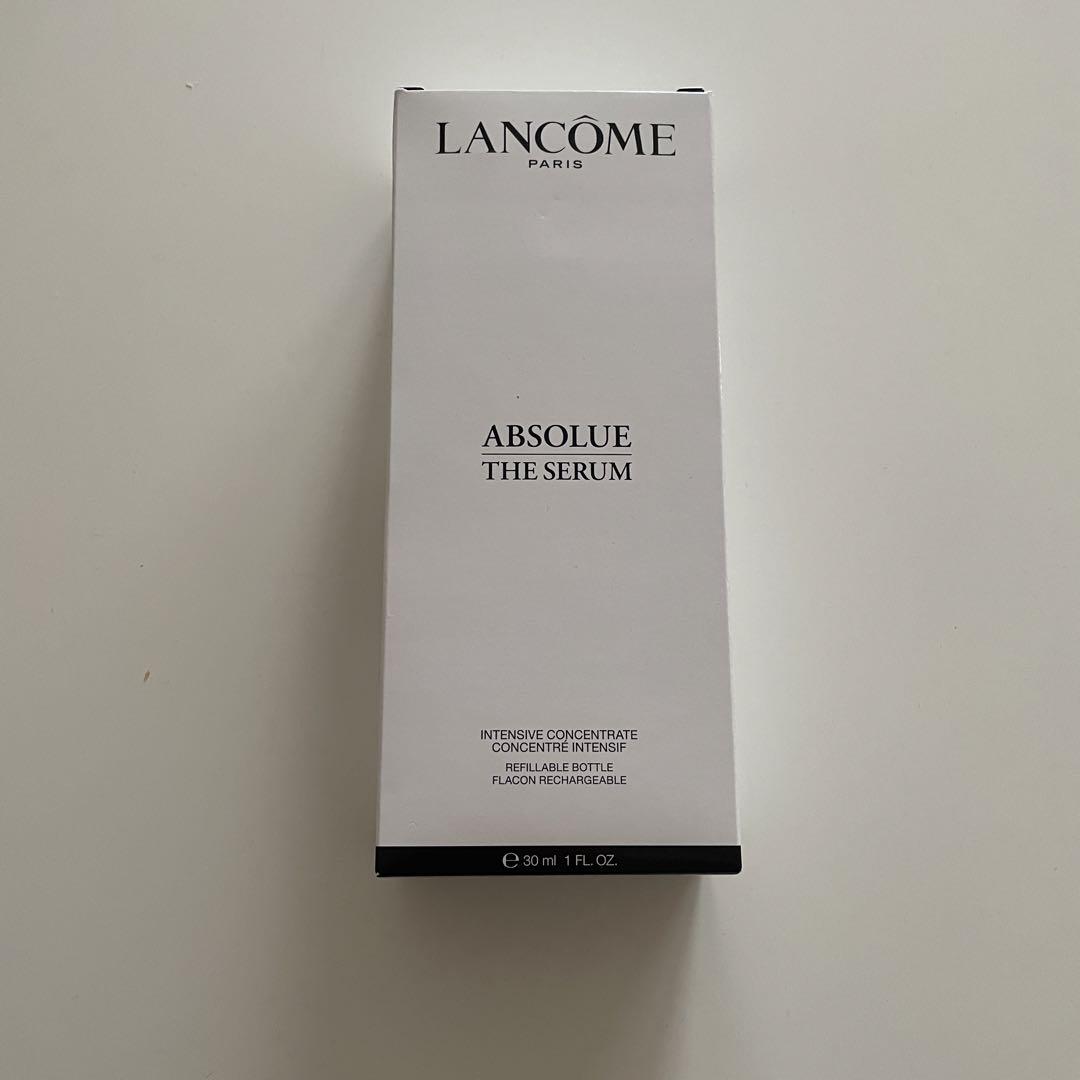 LANCÔME
PARIS
ABSOLUE
THE SERUM
INTENSIVE CONCENTRATE
CONCENTRÉ INTENSIF
REFILLABLE BOTTLE
FLACON RECHARGEABLE
℮ 30 ml 1 FL. OZ.